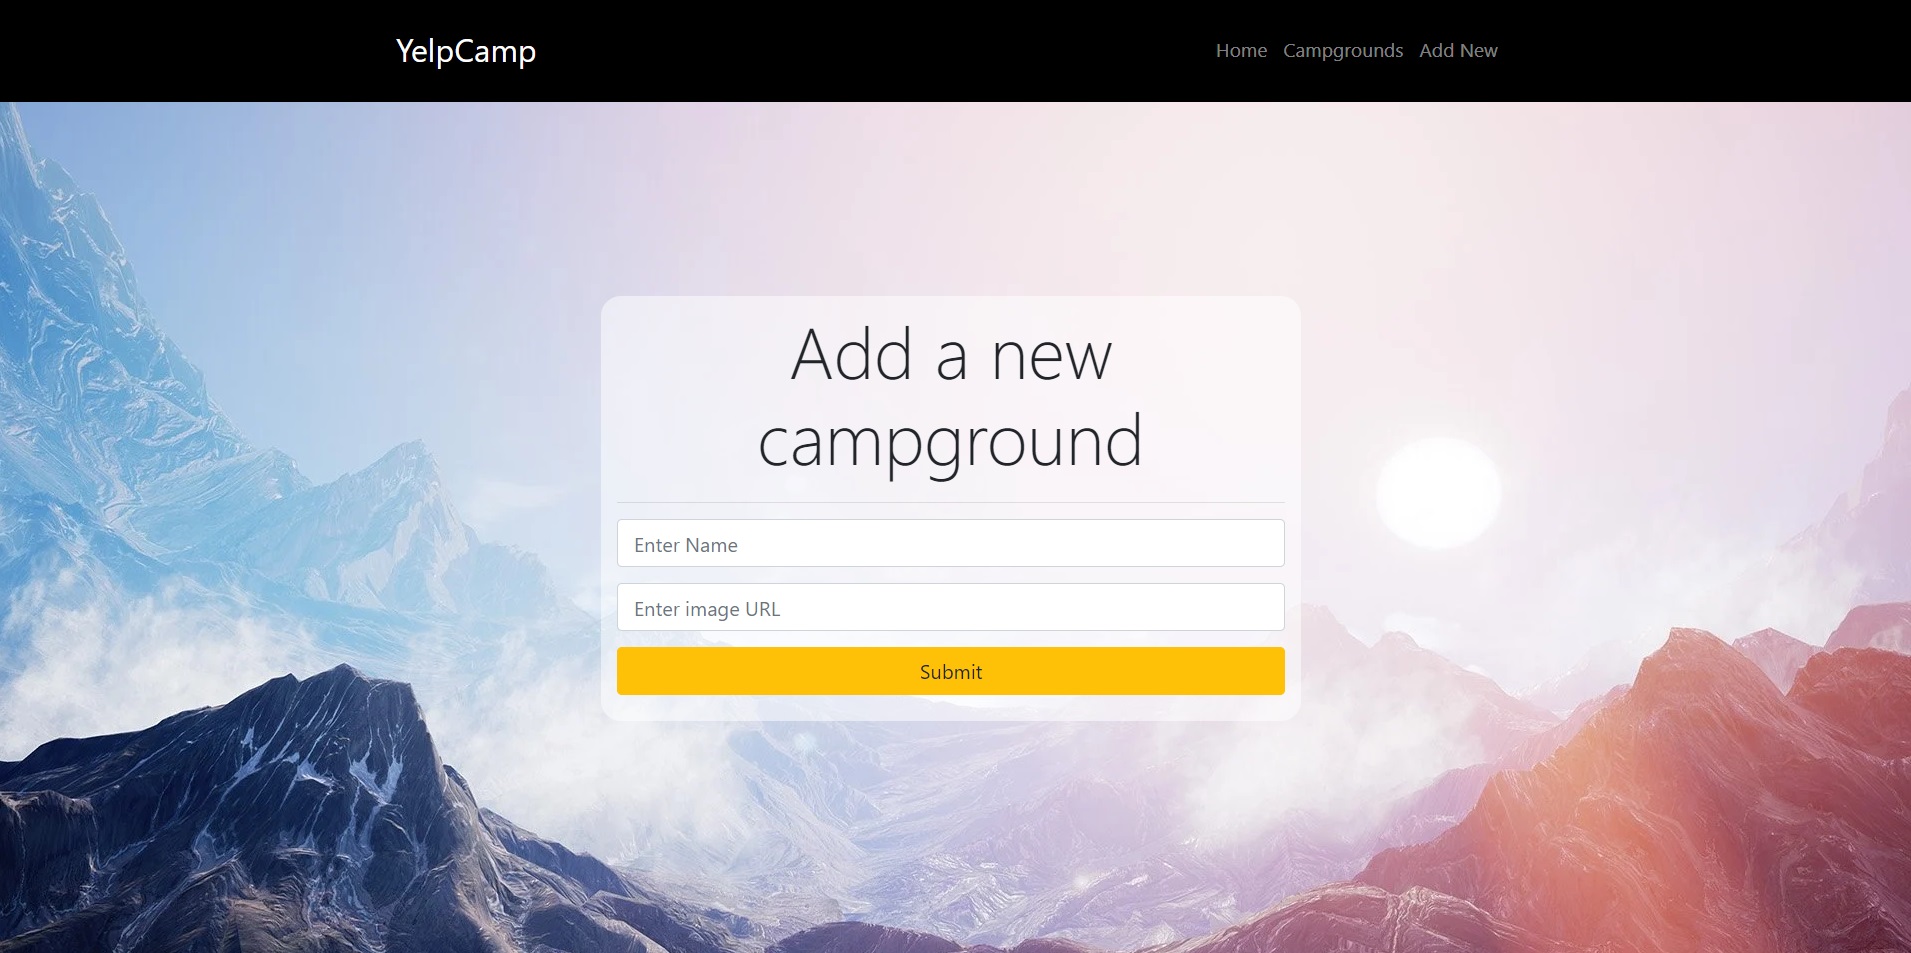 YelpCamp
Home Campgrounds Add New
Add a new
campground
Enter Name
Enter image URL
Submit